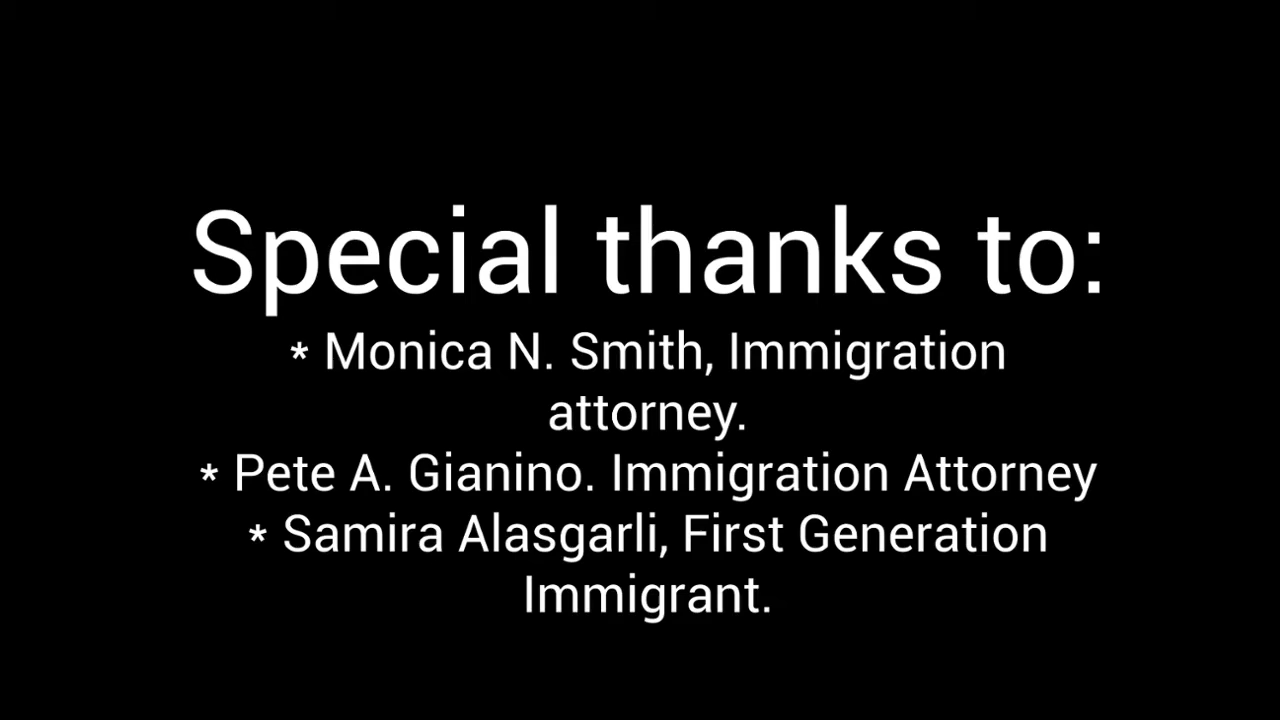 Special thanks to:
* Monica N. Smith, Immigration
attorney.
* Pete A. Gianino. Immigration Attorney
* Samira Alasgarli, First Generation
Immigrant.